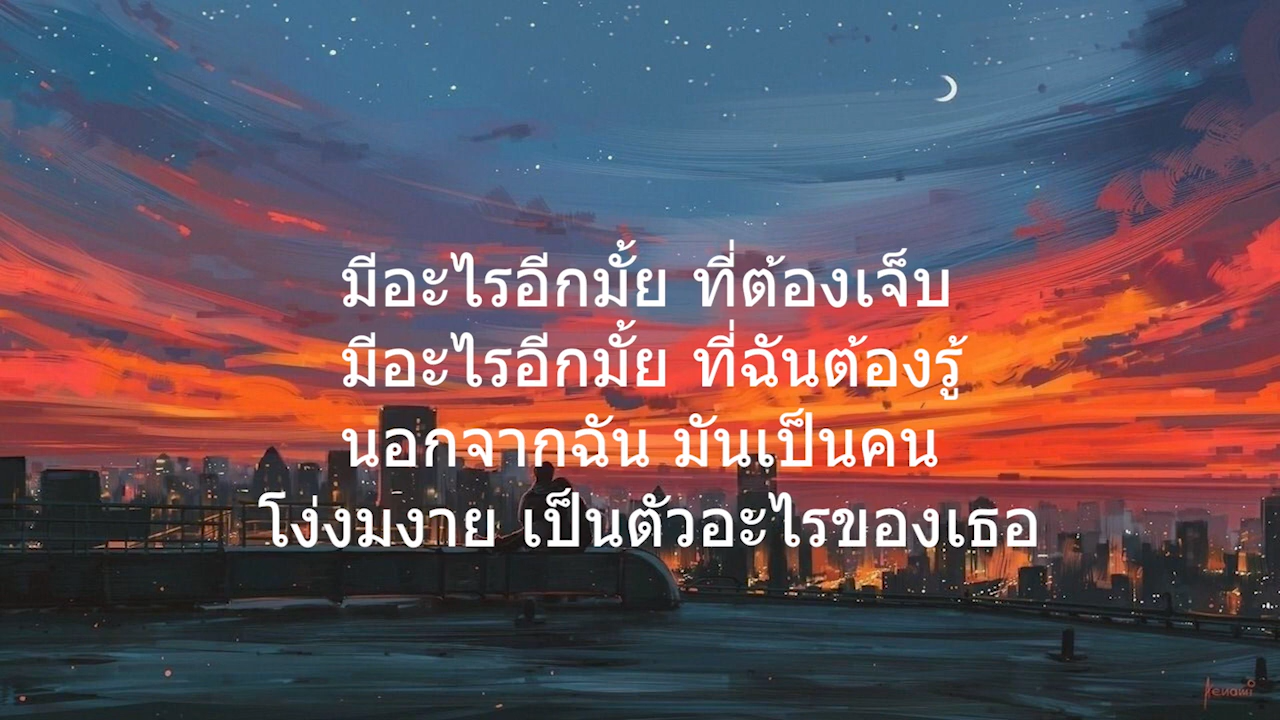 มีอะไรอีกมั้ย ที่ต้องเจ็บ
มีอะไรอีกมั้ย ที่ฉันต้องรู้
นอกจากฉัน มันเป็นคน
โง่งมงาย เป็นตัวอะไรของเธอ